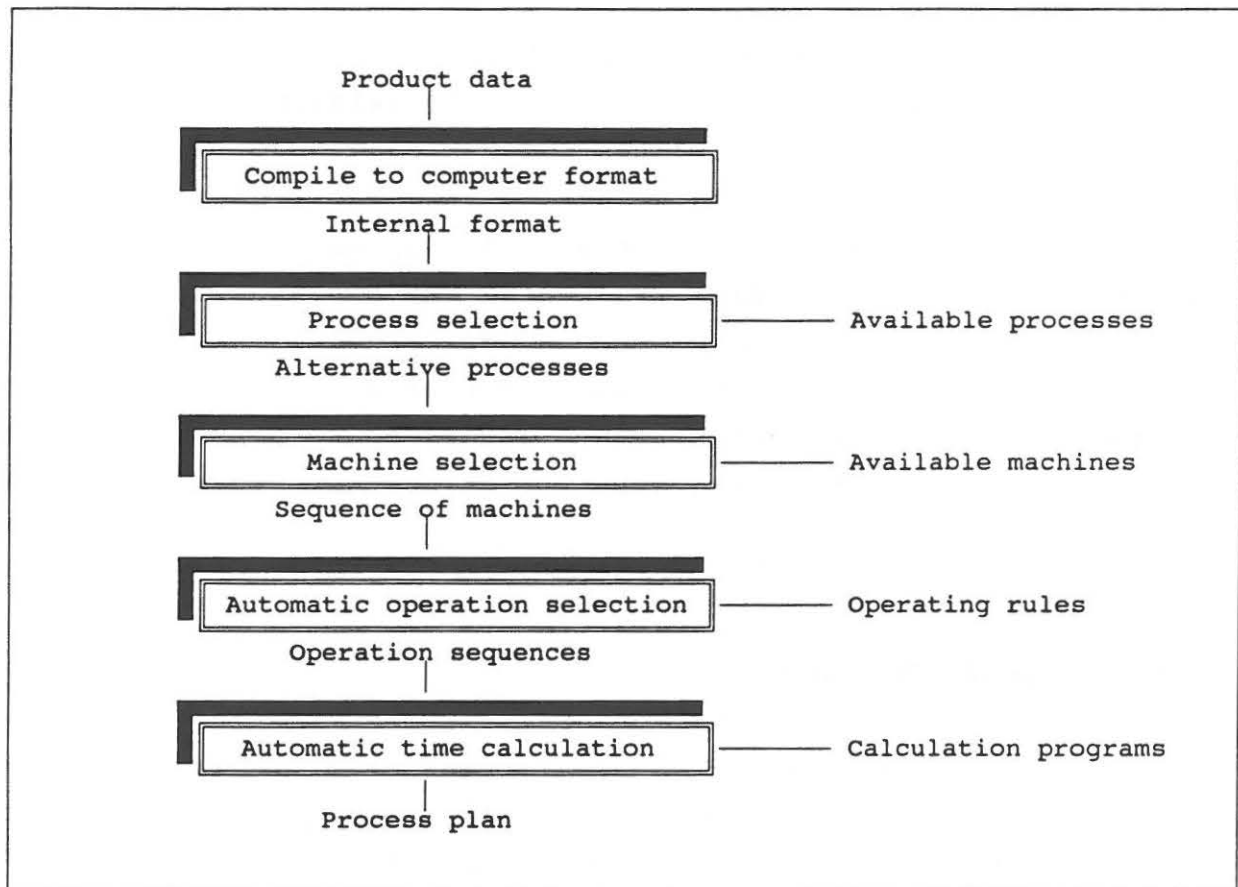 Product data
Compile to computer format
Internal format
Process selection
Available processes
Alternative processes
Machine selection
Available machines
Sequence of machines
Automatic operation selection
Operating rules
Operation sequences
Automatic time calculation
Calculation programs
Process plan